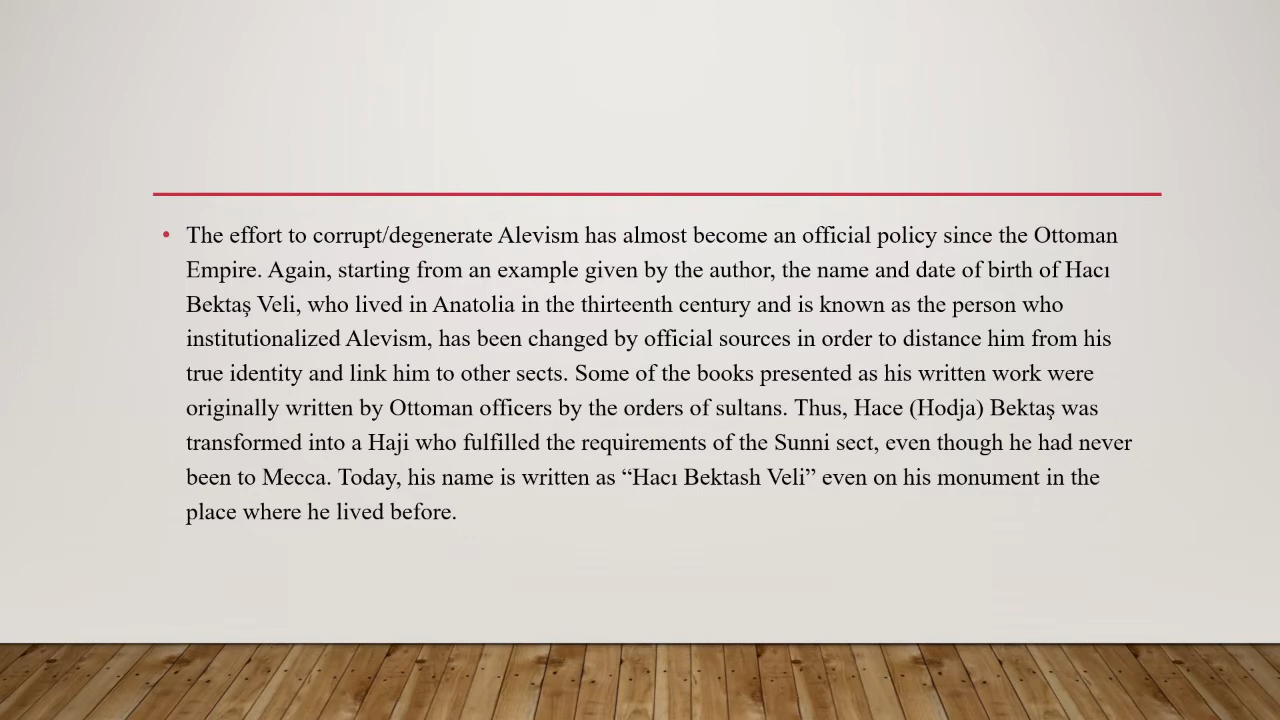 • The effort to corrupt/degenerate Alevism has almost become an official policy since the Ottoman
Empire. Again, starting from an example given by the author, the name and date of birth of Hacı
Bektaş Veli, who lived in Anatolia in the thirteenth century and is known as the person who
institutionalized Alevism, has been changed by official sources in order to distance him from his
true identity and link him to other sects. Some of the books presented as his written work were
originally written by Ottoman officers by the orders of sultans. Thus, Hace (Hodja) Bektaş was
transformed into a Haji who fulfilled the requirements of the Sunni sect, even though he had never
been to Mecca. Today, his name is written as “Hacı Bektash Veli” even on his monument in the
place where he lived before.